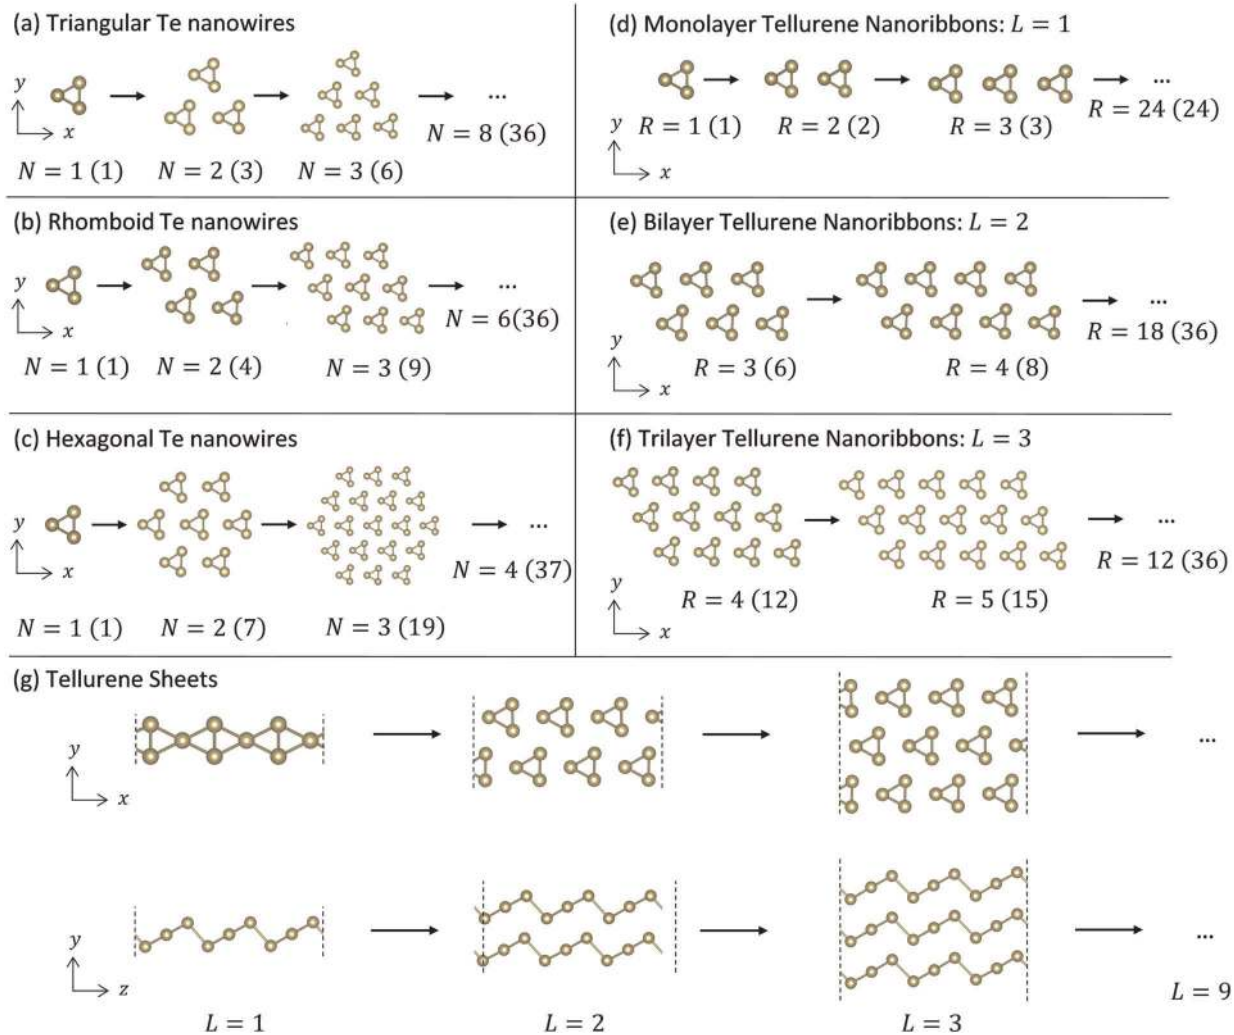 (a) Triangular Te nanowires
y
x
...
N = 8 (36)
N = 1 (1) N = 2 (3) N = 3 (6)
(b) Rhomboid Te nanowires
y
x
...
N = 6(36)
N = 1 (1) N = 2 (4) N = 3 (9)
(c) Hexagonal Te nanowires
y
x
...
N = 4 (37)
N = 1 (1) N = 2 (7) N = 3 (19)
(d) Monolayer Tellurene Nanoribbons: L = 1
...
R = 24 (24)
y R = 1 (1) R = 2 (2) R = 3 (3)
x
(e) Bilayer Tellurene Nanoribbons: L = 2
...
R = 18 (36)
y
R = 3 (6) R = 4 (8)
x
(f) Trilayer Tellurene Nanoribbons: L = 3
...
R = 12 (36)
y
R = 4 (12) R = 5 (15)
x
(g) Tellurene Sheets
y
x
...
y
z
...
L = 9
L = 1 L = 2 L = 3